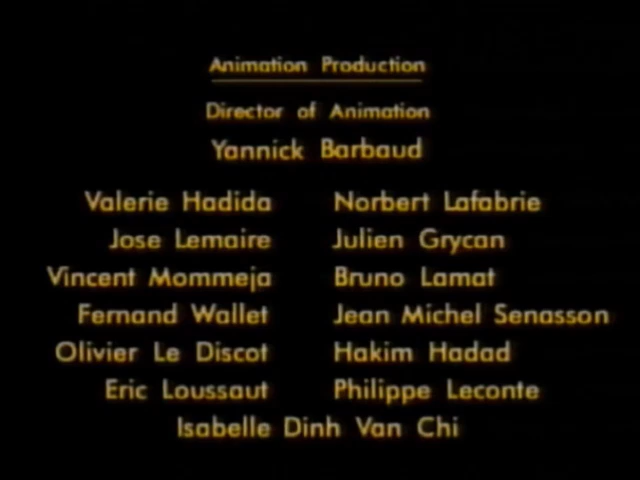 Animation Production
Director of Animation
Yannick Barbaud
Valerie Hadida Norbert Lafabrie
Jose Lemaire Julien Grycan
Vincent Mommeja Bruno Lamat
Fernand Wallet Jean Michel Senasson
Olivier Le Discot Hakim Hadad
Eric Loussaut Philippe Leconte
Isabelle Dinh Van Chi